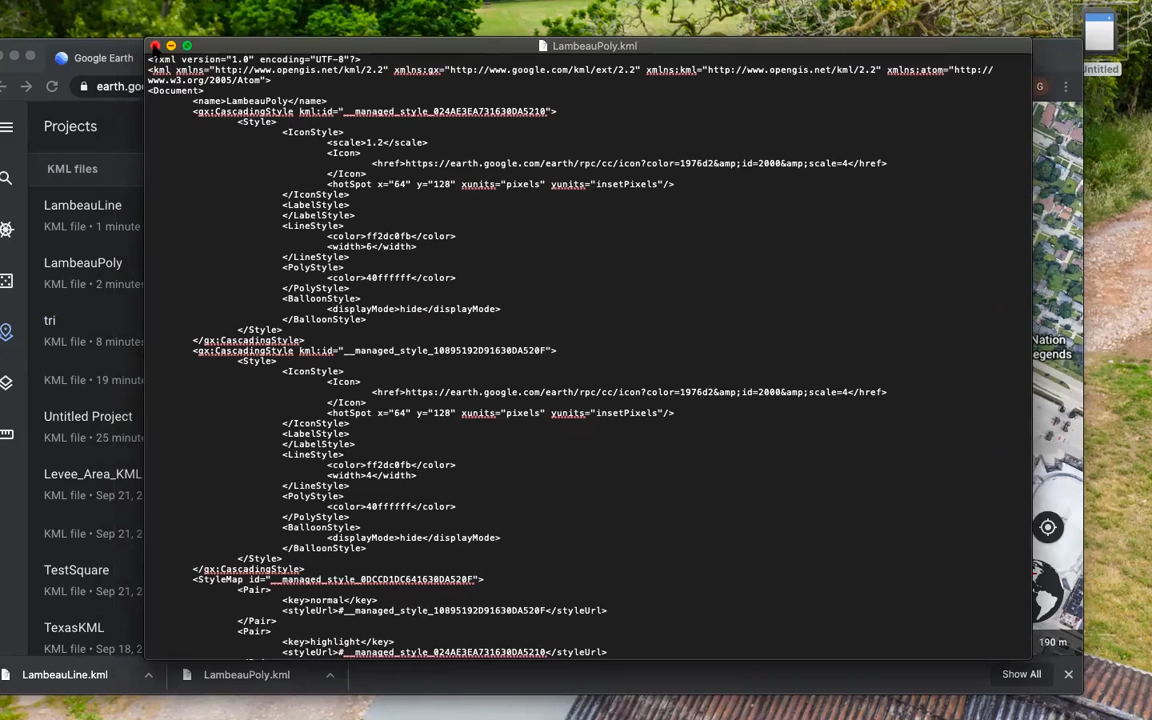 LambeauPoly.kml
Untitled
Google Earth
earth.go
G
Projects
KML files
LambeauLine
KML file • 1 minute
LambeauPoly
KML file • 2 minute
tri
KML file • 8 minute
KML file • 19 minute
Untitled Project
KML file • 25 minute
Levee_Area_KML
KML file • Sep 21, 2
KML file • Sep 21, 2
TestSquare
KML file • Sep 21, 2
TexasKML
KML file • Sep 18, 2
<?xml version="1.0" encoding="UTF-8"?>
<kml xmlns="http://www.opengis.net/kml/2.2" xmlns:gx="http://www.google.com/kml/ext/2.2" xmlns:kml="http://www.opengis.net/kml/2.2" xmlns:atom="http://
www.w3.org/2005/Atom">
<Document>
<name>LambeauPoly</name>
<gx:CascadingStyle kml:id="__managed_style_024AE3EA731630DA5210">
<Style>
<IconStyle>
<scale>1.2</scale>
<Icon>
<href>https://earth.google.com/earth/rpc/cc/icon?color=1976d2&amp;id=2000&amp;scale=4</href>
</Icon>
<hotSpot x="64" y="128" xunits="pixels" yunits="insetPixels"/>
</IconStyle>
<LabelStyle>
</LabelStyle>
<LineStyle>
<color>ff2dc0fb</color>
<width>6</width>
</LineStyle>
<PolyStyle>
<color>40ffffff</color>
</PolyStyle>
<BalloonStyle>
<displayMode>hide</displayMode>
</BalloonStyle>
</Style>
</gx:CascadingStyle>
<gx:CascadingStyle kml:id="__managed_style_10895192D91630DA520F">
<Style>
<IconStyle>
<Icon>
<href>https://earth.google.com/earth/rpc/cc/icon?color=1976d2&amp;id=2000&amp;scale=4</href>
</Icon>
<hotSpot x="64" y="128" xunits="pixels" yunits="insetPixels"/>
</IconStyle>
<LabelStyle>
</LabelStyle>
<LineStyle>
<color>ff2dc0fb</color>
<width>4</width>
</LineStyle>
<PolyStyle>
<color>40ffffff</color>
</PolyStyle>
<BalloonStyle>
<displayMode>hide</displayMode>
</BalloonStyle>
</Style>
</gx:CascadingStyle>
<StyleMap id="__managed_style_0DCCD1DC641630DA520F">
<Pair>
<key>normal</key>
<styleUrl>#__managed_style_10895192D91630DA520F</styleUrl>
</Pair>
<Pair>
<key>highlight</key>
<styleUrl>#__managed_style_024AE3EA731630DA5210</styleUrl>
Nation
egends
190 m
LambeauLine.kml
LambeauPoly.kml
Show All